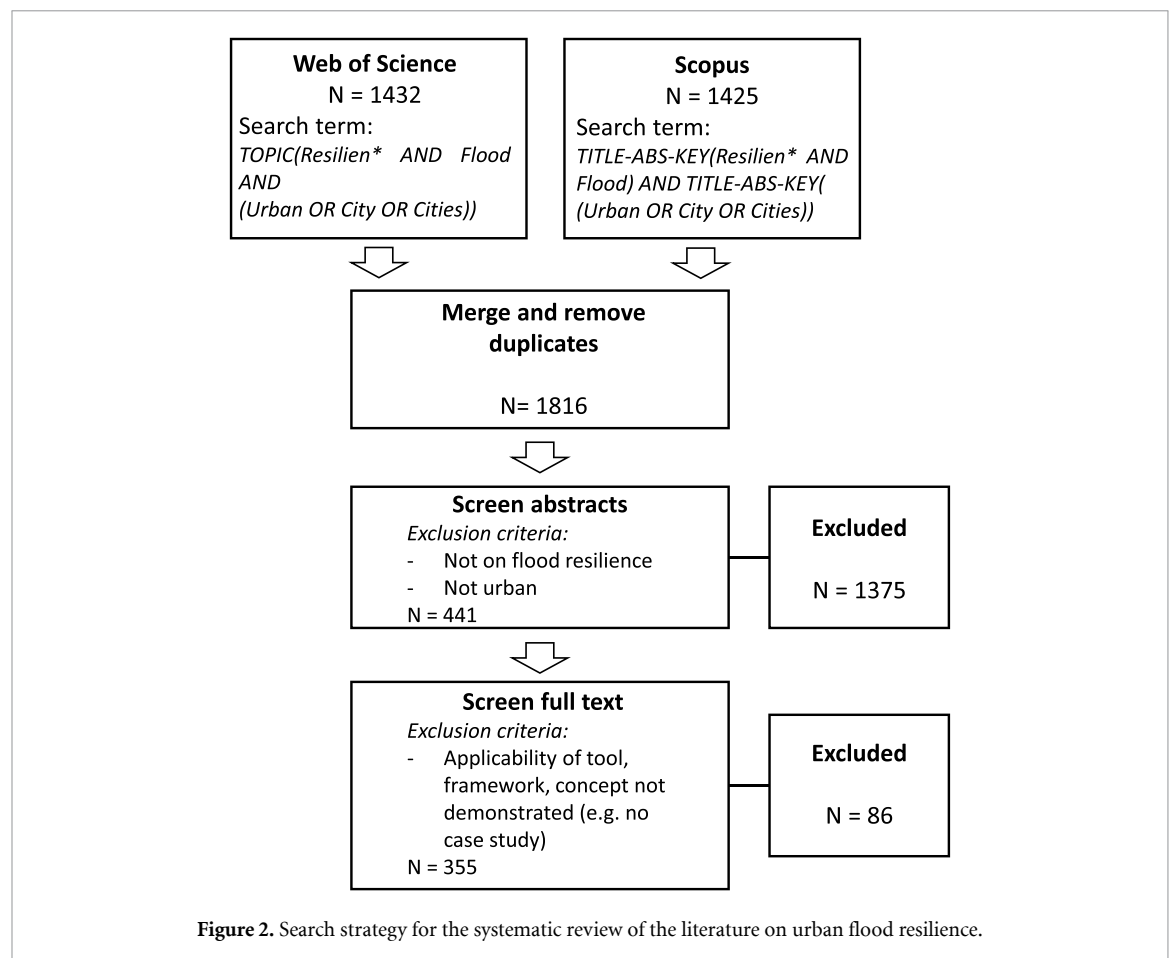 Web of Science
N = 1432
Search term:
TOPIC(Resilien* AND Flood
AND
(Urban OR City OR Cities))
Scopus
N = 1425
Search term:
TITLE-ABS-KEY(Resilien* AND
Flood) AND TITLE-ABS-KEY(
(Urban OR City OR Cities))
Merge and remove
duplicates
N= 1816
Screen abstracts
Exclusion criteria:
- Not on flood resilience
- Not urban
N = 441
Excluded
N = 1375
Screen full text
Exclusion criteria:
- Applicability of tool,
framework, concept not
demonstrated (e.g. no
case study)
N = 355
Excluded
N = 86
Figure 2. Search strategy for the systematic review of the literature on urban flood resilience.